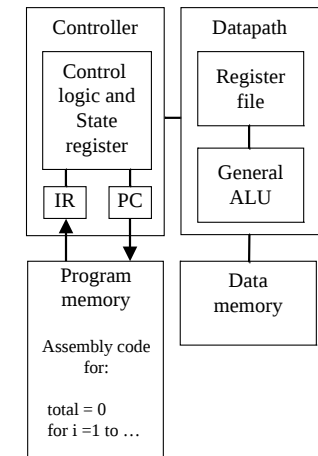 Controller
Control
logic and
State
register
IR
PC
Datapath
Register
file
General
ALU
Program
memory
Assembly code
for:
total = 0
for i =1 to …
Data
memory